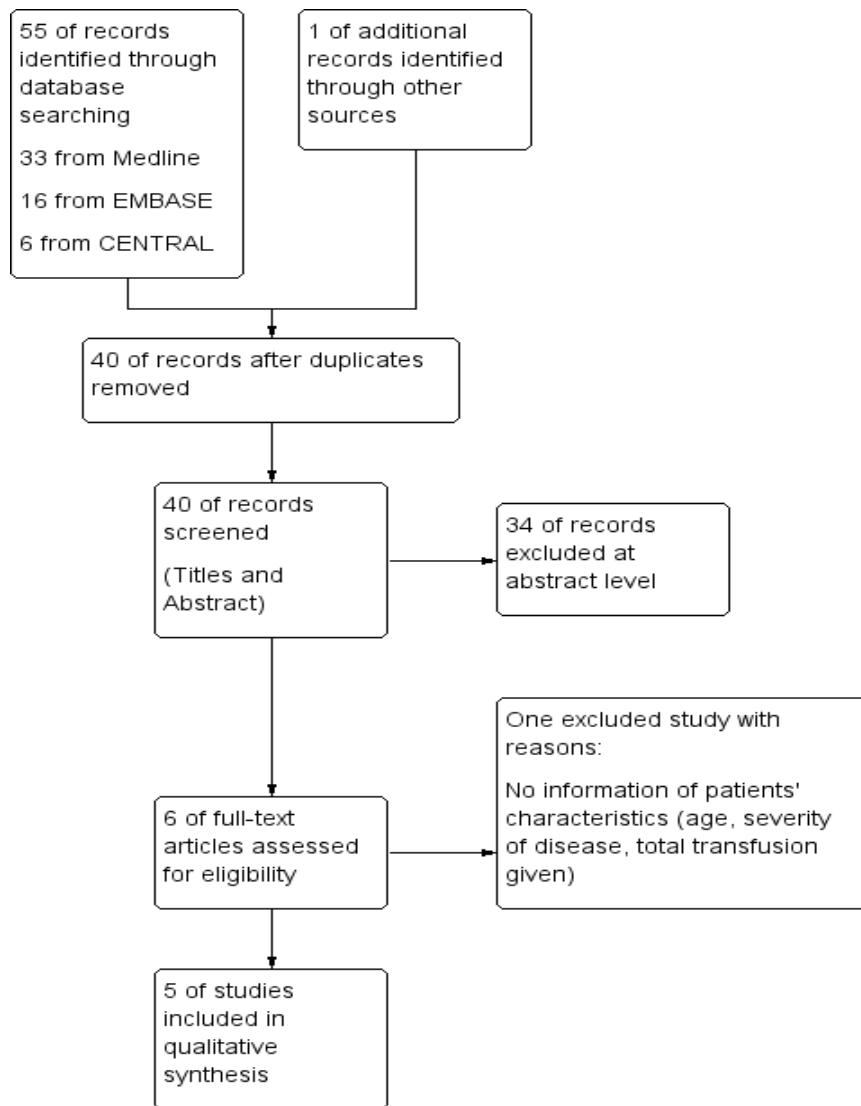 55 of records
identified through
database
searching
33 from Medline
16 from EMBASE
6 from CENTRAL
1 of additional
records identified
through other
sources
40 of records after duplicates
removed
40 of records
screened
(Titles and
Abstract)
34 of records
excluded at
abstract level
One excluded study with
reasons:
No information of patients'
characteristics (age, severity
of disease, total transfusion
given)
6 of full-text
articles assessed
for eligibility
5 of studies
included in
qualitative
synthesis